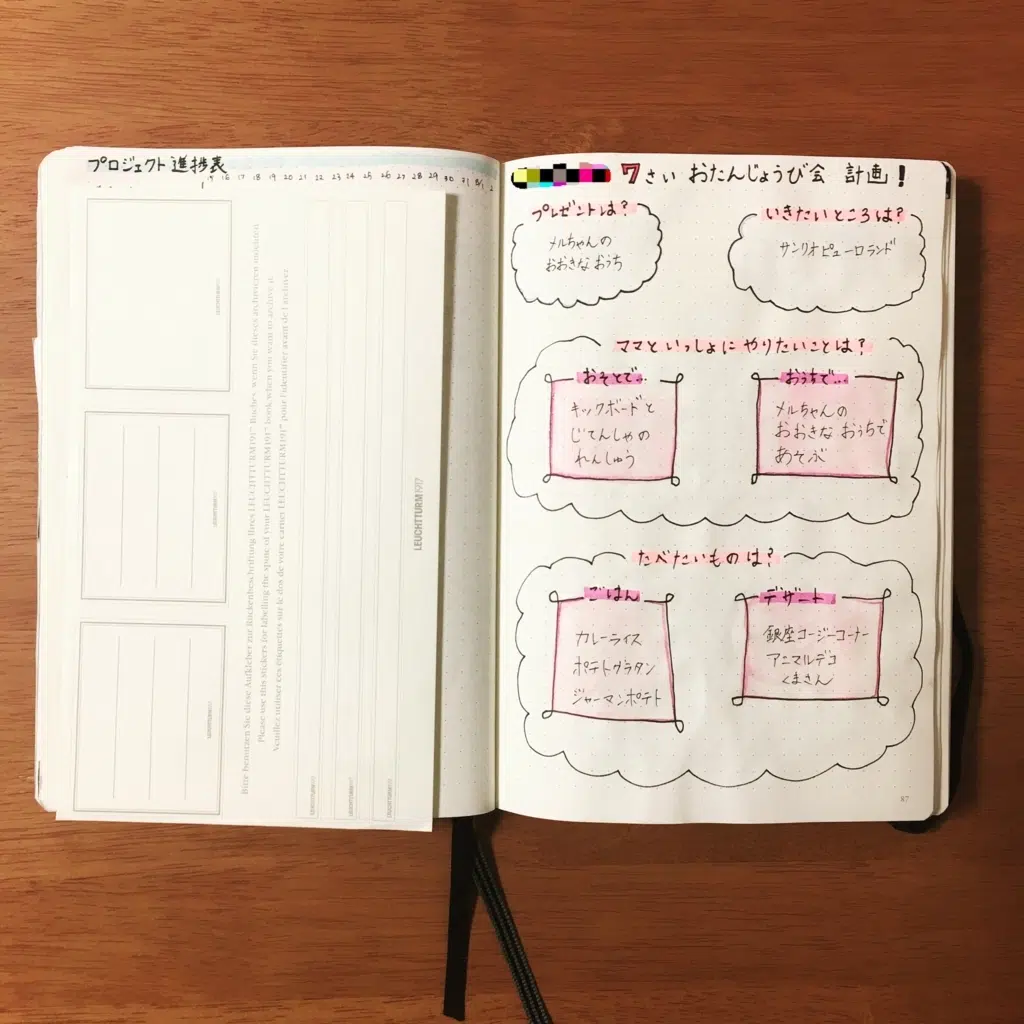 プロジェクト進捗表
15 16 17 18 19 20 21 22 23 24 25 26 27 28 29 30 31 8/1 2
LEUCHTTURM1917
LEUCHTTURM1917
LEUCHTTURM1917
Bitte benutzen Sie diese Aufkleber zur Rückenbeschriftung Ihres LEUCHTTURM1917 Buches, wenn Sie dieses archivieren möchten.
Please use this stickers for labelling the spine of your LEUCHTTURM1917 book when you want to archive it.
Veuillez utiliser ces étiquettes sur le dos de votre carnet LEUCHTTURM1917 pour l'identifier avant de l'archiver.
LEUCHTTURM1917
LEUCHTTURM1917
LEUCHTTURM1917
LEUCHTTURM1917
7さい おたんじょうび会 計画!
プレゼントは?
メルちゃんの
おおきなおうち
いきたいところは?
サンリオピューロランド
ママといっしょにやりたいことは?
おそとで…
キックボードと
じてんしゃの
れんしゅう
おうちで…
メルちゃんの
おおきなおうちで
あそぶ
たべたいものは?
ごはん
カレーライス
ポテトグラタン
ジャーマンポテト
デザート
銀座コージーコーナー
アニマルデコ
くまさん
87